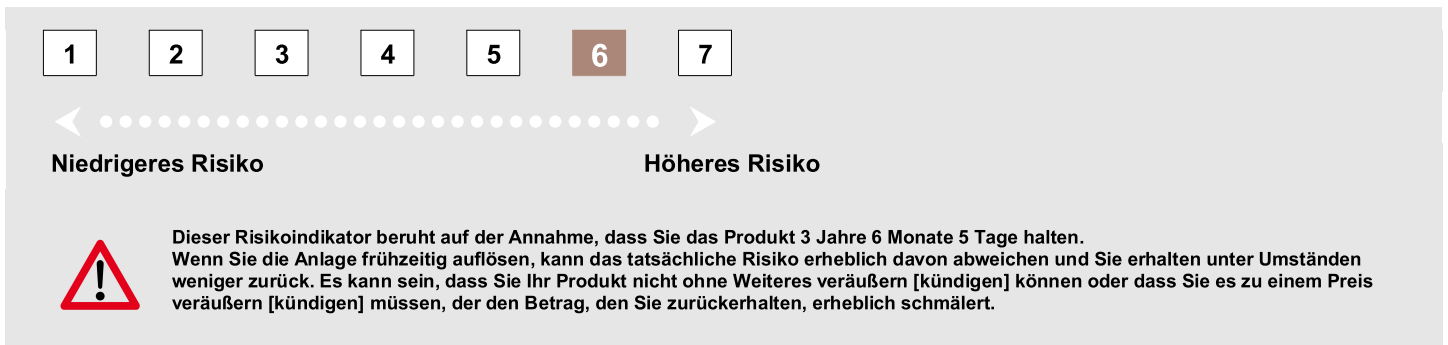 1 2 3 4 5 6 7
Niedrigeres Risiko Höheres Risiko
Dieser Risikoindikator beruht auf der Annahme, dass Sie das Produkt 3 Jahre 6 Monate 5 Tage halten.
Wenn Sie die Anlage frühzeitig auflösen, kann das tatsächliche Risiko erheblich davon abweichen und Sie erhalten unter Umständen
weniger zurück. Es kann sein, dass Sie Ihr Produkt nicht ohne Weiteres veräußern [kündigen] können oder dass Sie es zu einem Preis
veräußern [kündigen] müssen, der den Betrag, den Sie zurückerhalten, erheblich schmälert.